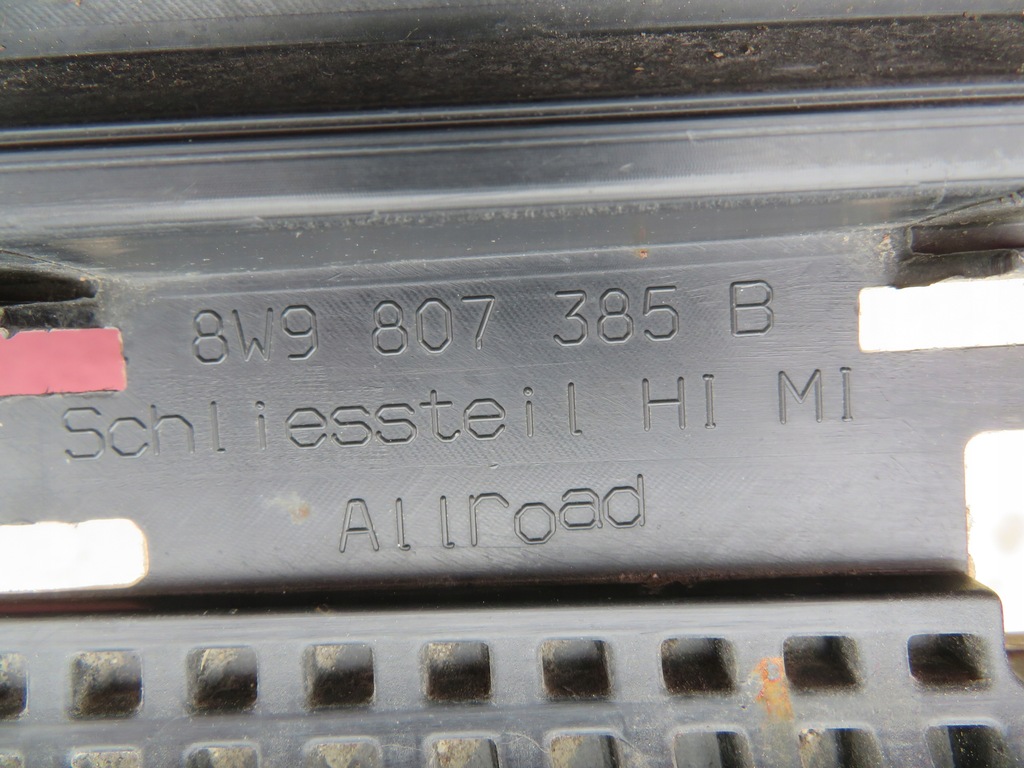 8W9 807 385 B
Schliessteil HI MI
Allroad